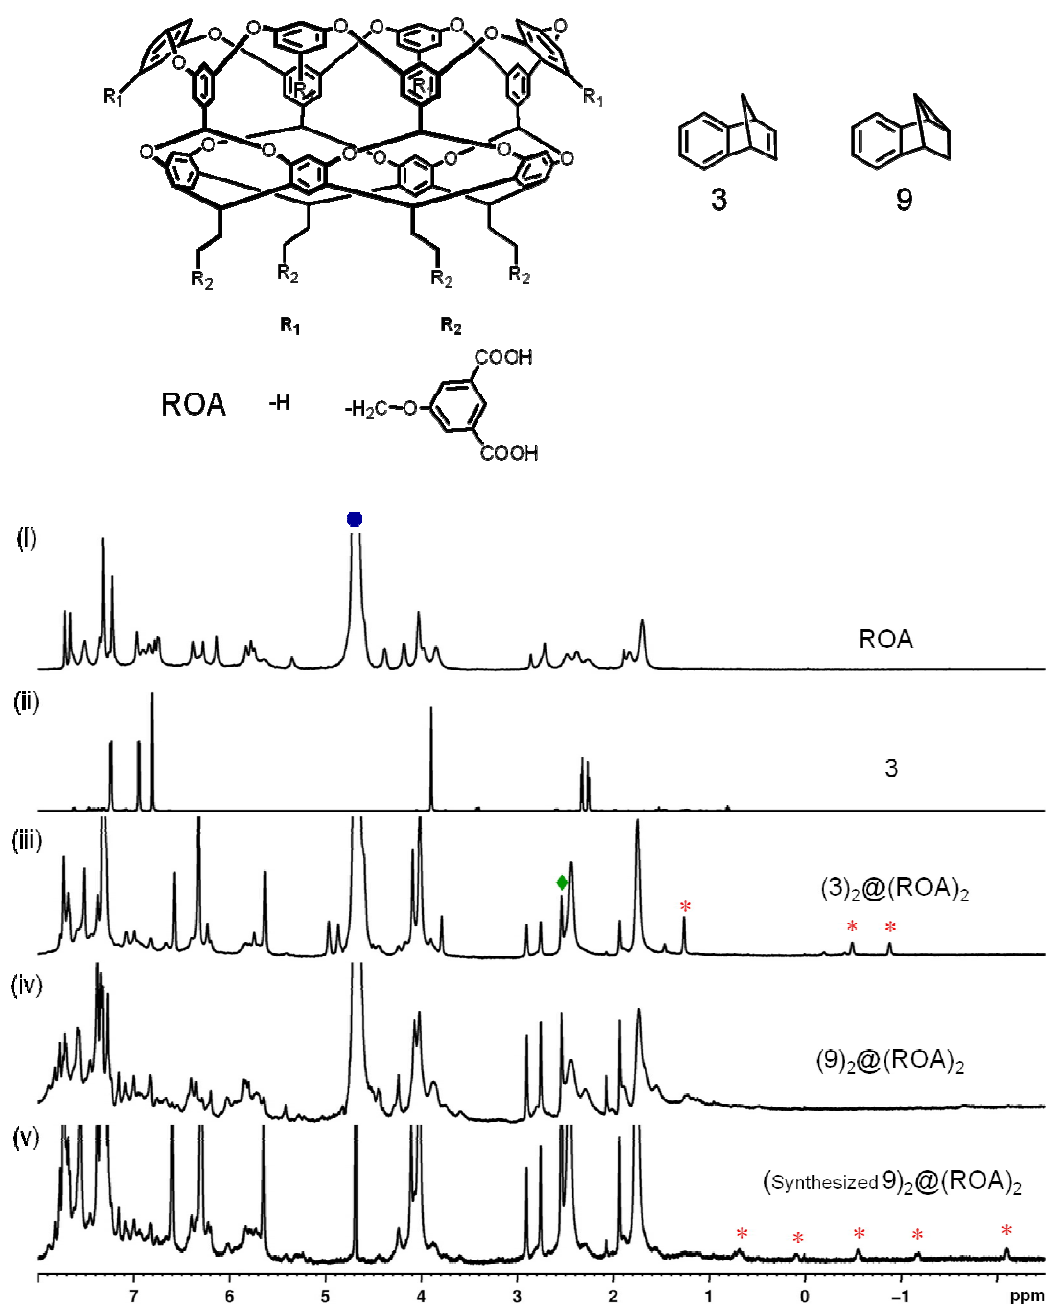 O O O O O
O O
R₁ R₁ R₁ R₁
O O O O O O O O
R₂ R₂ R₂ R₂
3 9
R₁ R₂
COOH
ROA -H -H₂C-O
COOH
(i)
ROA
(ii)
3
(iii)
(3)₂@(ROA)₂
* * *
(iv)
(9)₂@(ROA)₂
(v)
(Synthesized 9)₂@(ROA)₂
* * * * *
7 6 5 4 3 2 1 0 −1 ppm